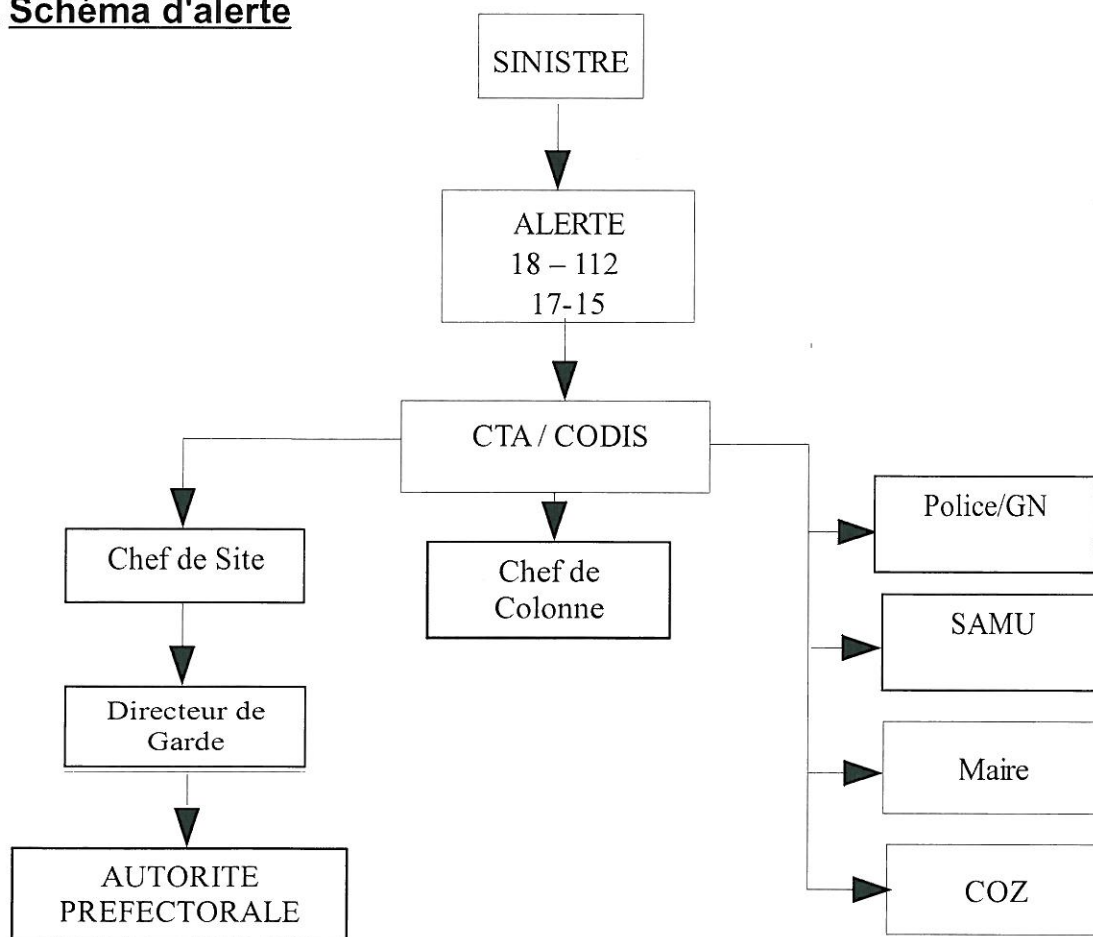 Schéma d'alerte
SINISTRE
ALERTE
18 – 112
17-15
CTA / CODIS
Chef de Site
Chef de
Colonne
Police/GN
SAMU
Directeur de
Garde
Maire
AUTORITE
PREFECTORALE
COZ